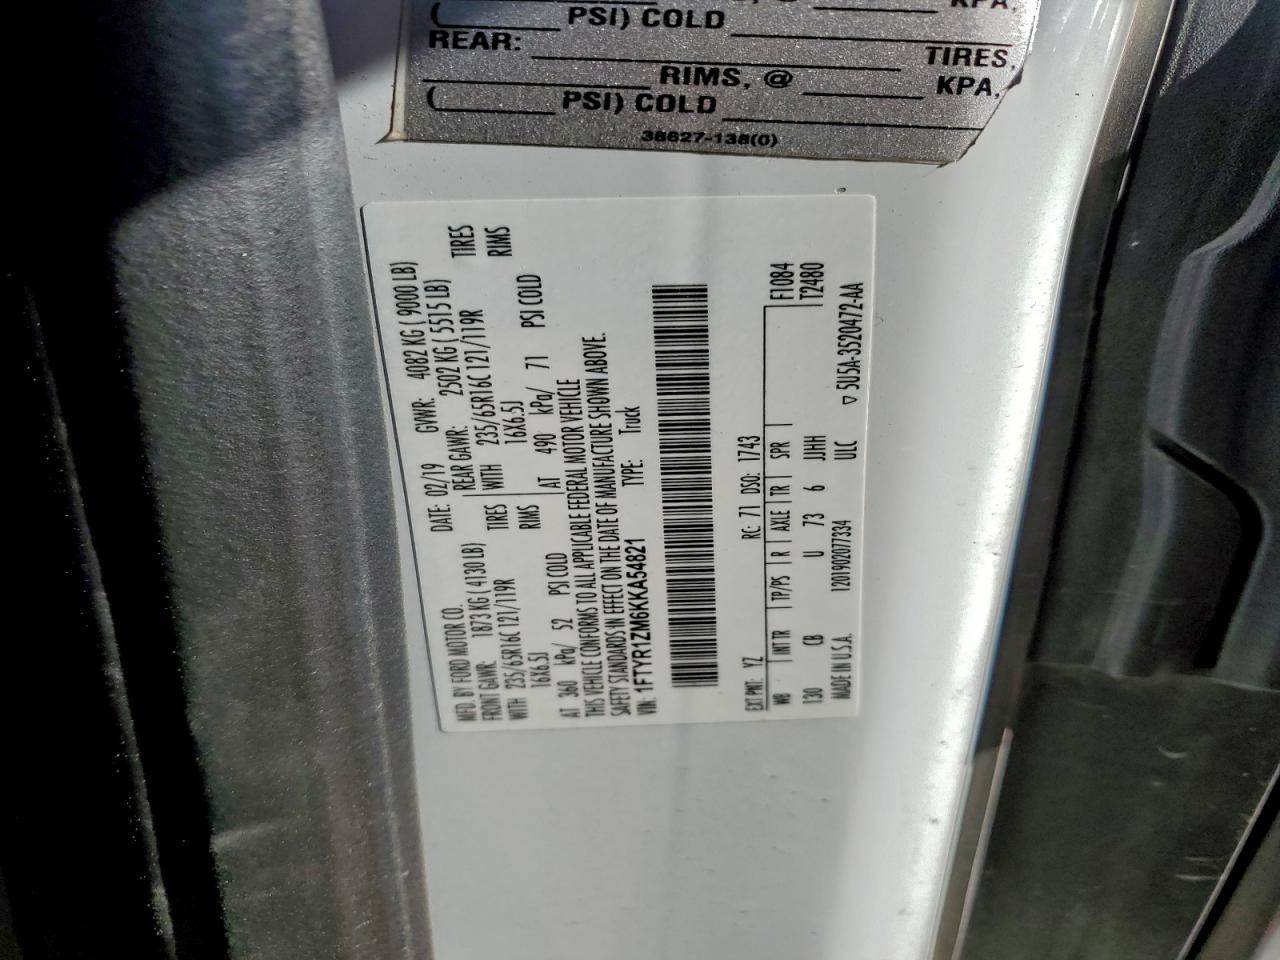 PSI) COLD
KPA,
REAR: TIRES,
RIMS, @ KPA,
( PSI) COLD
38627-138(0)
MFD. BY FORD MOTOR CO.
DATE: 02/19 GVWR: 4082 KG ( 9000 LB)
FRONT GAWR: 1873 KG ( 4130 LB) REAR GAWR: 2502 KG ( 5515 LB)
WITH 235/65R16C 121/119R TIRES WITH 235/65R16C 121/119R TIRES
16X6.5J RIMS 16X6.5J RIMS
AT 360 kPa/ 52 PSI COLD AT 490 kPa/ 71 PSI COLD
THIS VEHICLE CONFORMS TO ALL APPLICABLE FEDERAL MOTOR VEHICLE
SAFETY STANDARDS IN EFFECT ON THE DATE OF MANUFACTURE SHOWN ABOVE.
VIN: 1FTYR1ZM6KKA54821 TYPE: Truck
EXT PNT: YZ RC: 71 DSO: 1743
WB INT TR TP/PS R AXLE TR SPR F1084
130 CB U 73 6 JJHH T2480
MADE IN U.S.A. 1201902077334 ULC ▽ 5U5A-3520472-AA